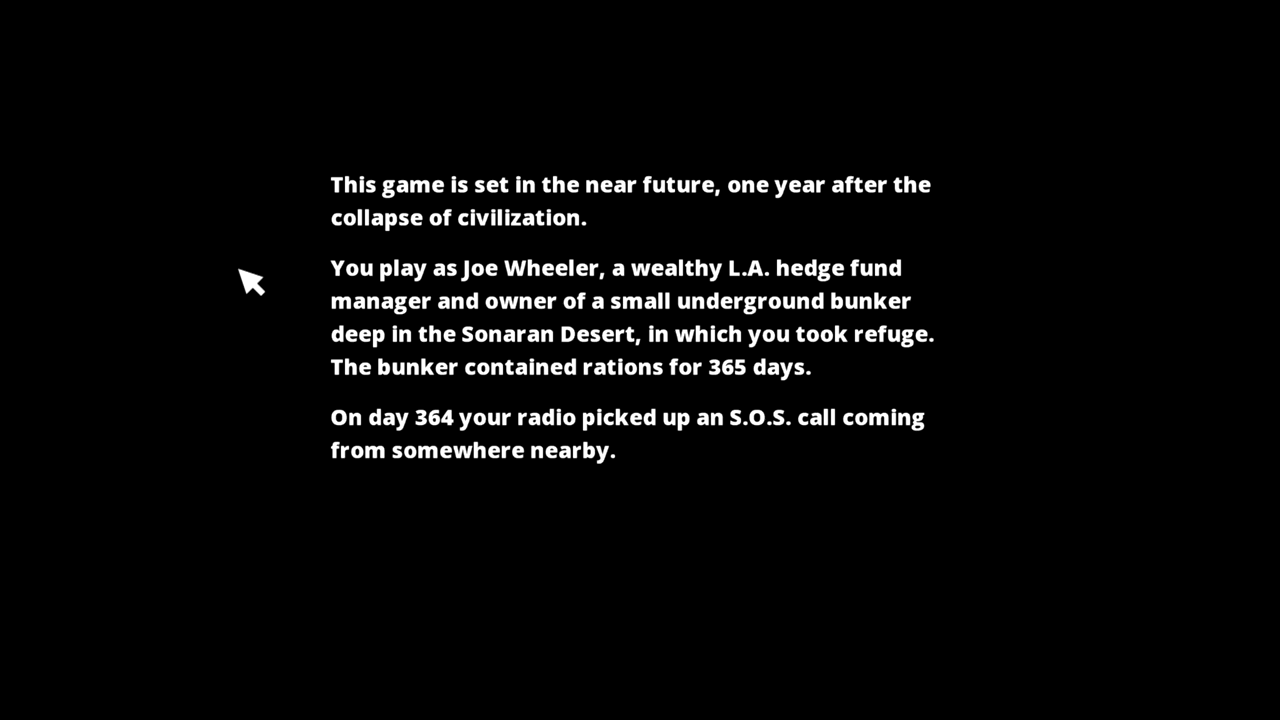 This game is set in the near future, one year after the
collapse of civilization.
You play as Joe Wheeler, a wealthy L.A. hedge fund
manager and owner of a small underground bunker
deep in the Sonaran Desert, in which you took refuge.
The bunker contained rations for 365 days.
On day 364 your radio picked up an S.O.S. call coming
from somewhere nearby.